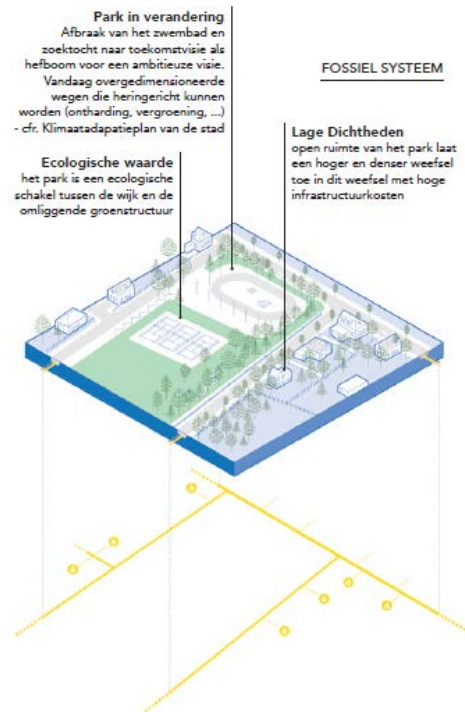 Park in verandering
Afbraak van het zwembad en
zoektocht naar toekomstvisie als
hefboom voor een ambitieuze visie.
Vandaag overgedimensioneerde
wegen die heringericht kunnen
worden (ontharding, vergroening, ...)
- cfr. Klimaatadapatieplan van de stad
FOSSIEL SYSTEEM
Lage Dichtheden
open ruimte van het park laat
een hoger en denser weefsel
toe in dit weefsel met hoge
infrastructuurkosten
Ecologische waarde
het park is een ecologische
schakel tussen de wijk en de
omliggende groenstructuur